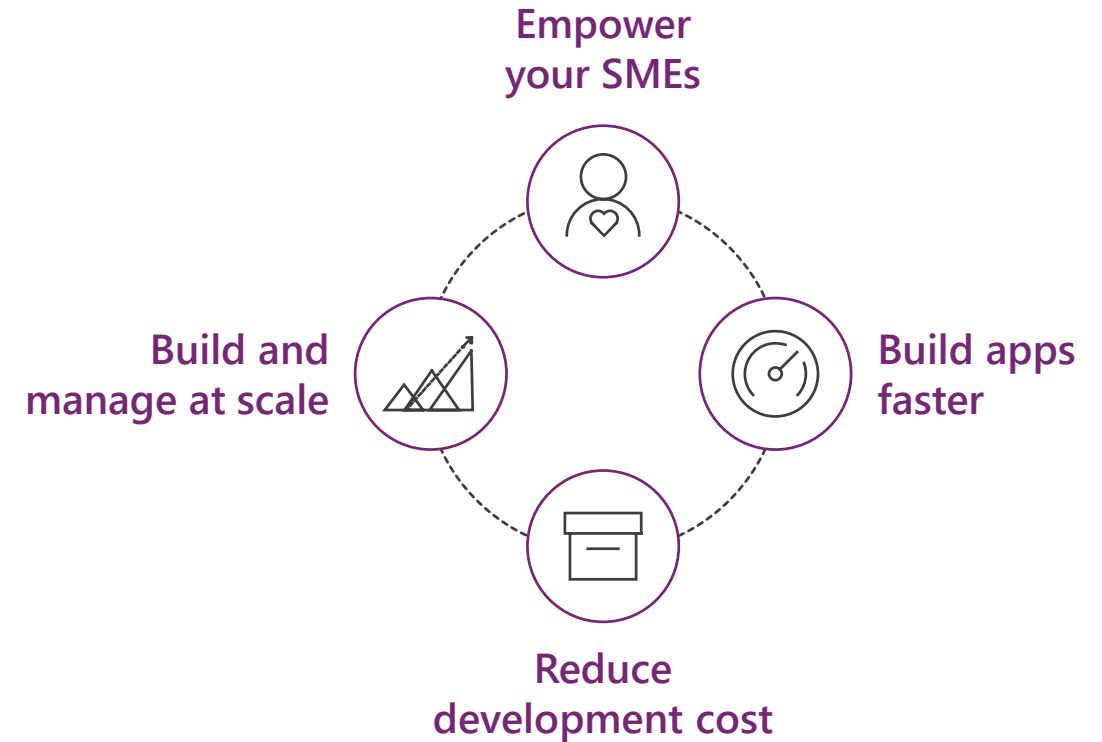 Empower
your SMEs
Build and
manage at scale
Build apps
faster
Reduce
development cost